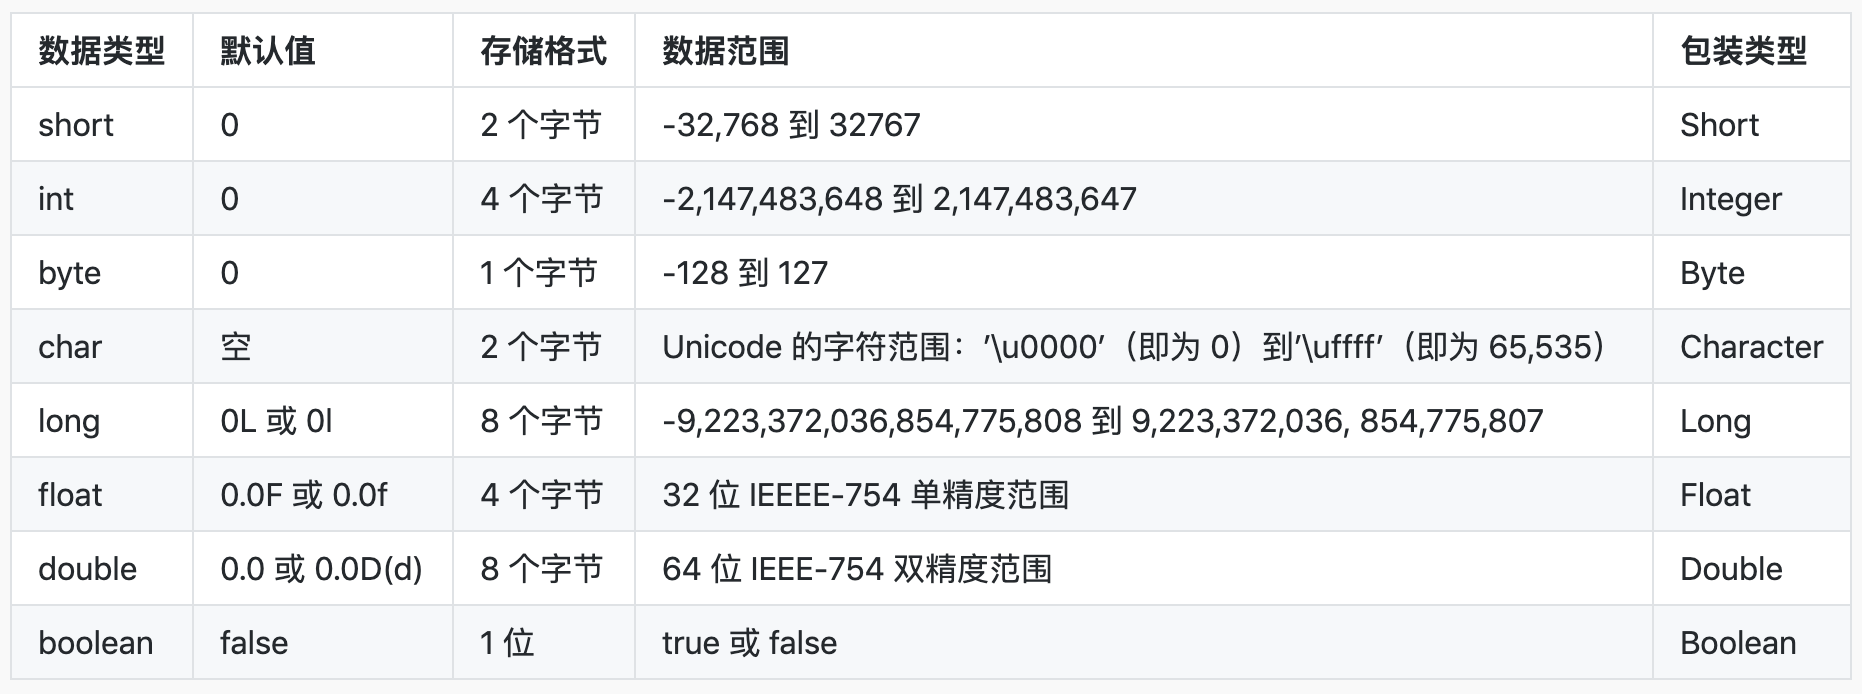 数据类型 默认值 存储格式 数据范围 包装类型
short 0 2 个字节 -32,768 到 32767 Short
int 0 4 个字节 -2,147,483,648 到 2,147,483,647 Integer
byte 0 1 个字节 -128 到 127 Byte
char 空 2 个字节 Unicode 的字符范围：’\u0000’（即为 0）到’\uffff’（即为 65,535） Character
long 0L 或 0l 8 个字节 -9,223,372,036,854,775,808 到 9,223,372,036, 854,775,807 Long
float 0.0F 或 0.0f 4 个字节 32 位 IEEEE-754 单精度范围 Float
double 0.0 或 0.0D(d) 8 个字节 64 位 IEEE-754 双精度范围 Double
boolean false 1 位 true 或 false Boolean